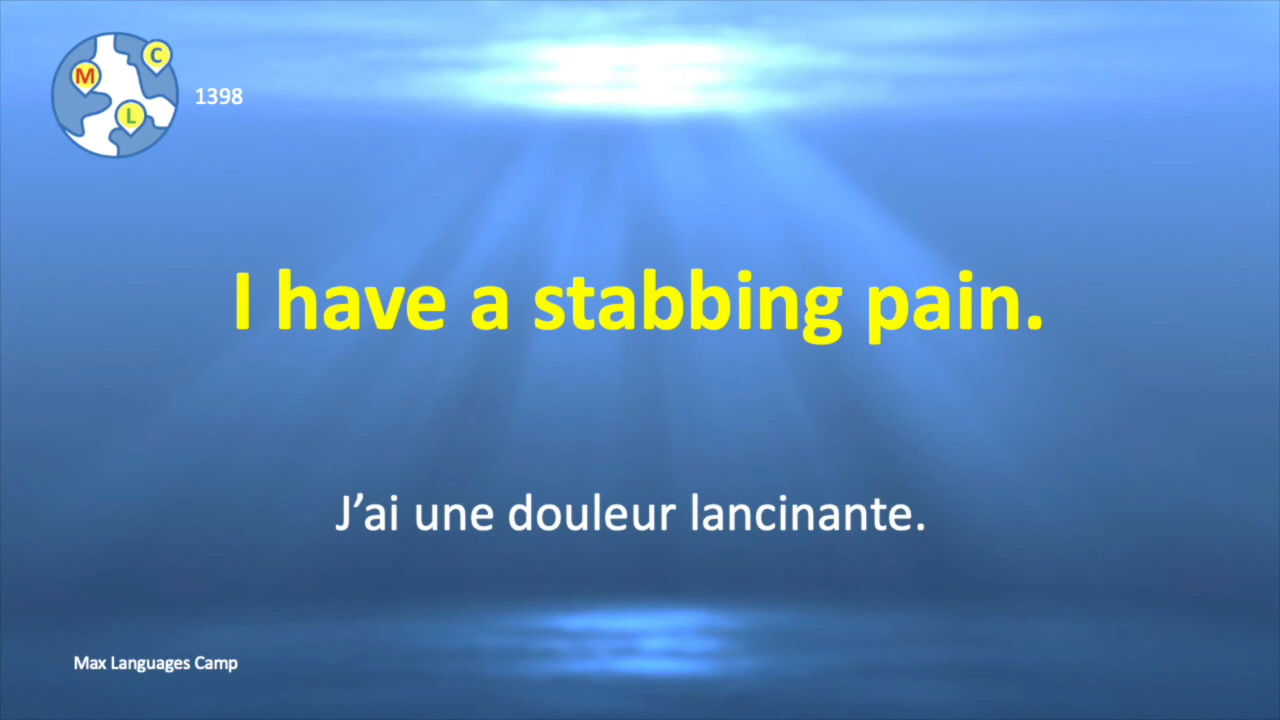 M
C
L
1398
I have a stabbing pain.
J’ai une douleur lancinante.
Max Languages Camp